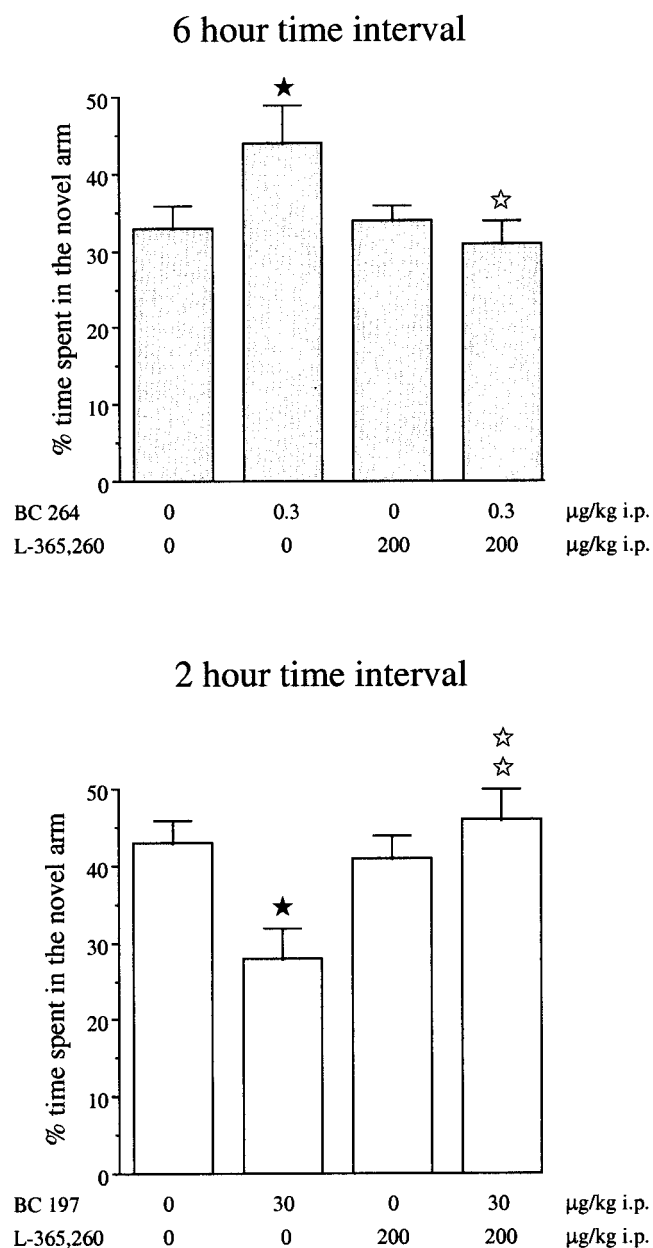 6 hour time interval
★
50
☆
40
30
20
10
0
% time spent in the novel arm
BC 264 0 0.3 0 0.3 µg/kg i.p.
L-365,260 0 0 200 200 µg/kg i.p.
2 hour time interval
☆
☆
50
40
★
30
20
10
0
% time spent in the novel arm
BC 197 0 30 0 30 µg/kg i.p.
L-365,260 0 0 200 200 µg/kg i.p.